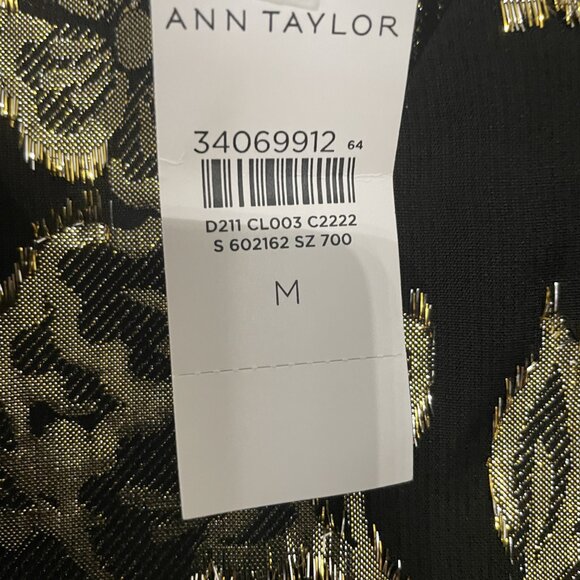 ANN TAYLOR
34069912 64
D211 CL003 C2222
S 602162 SZ 700
M